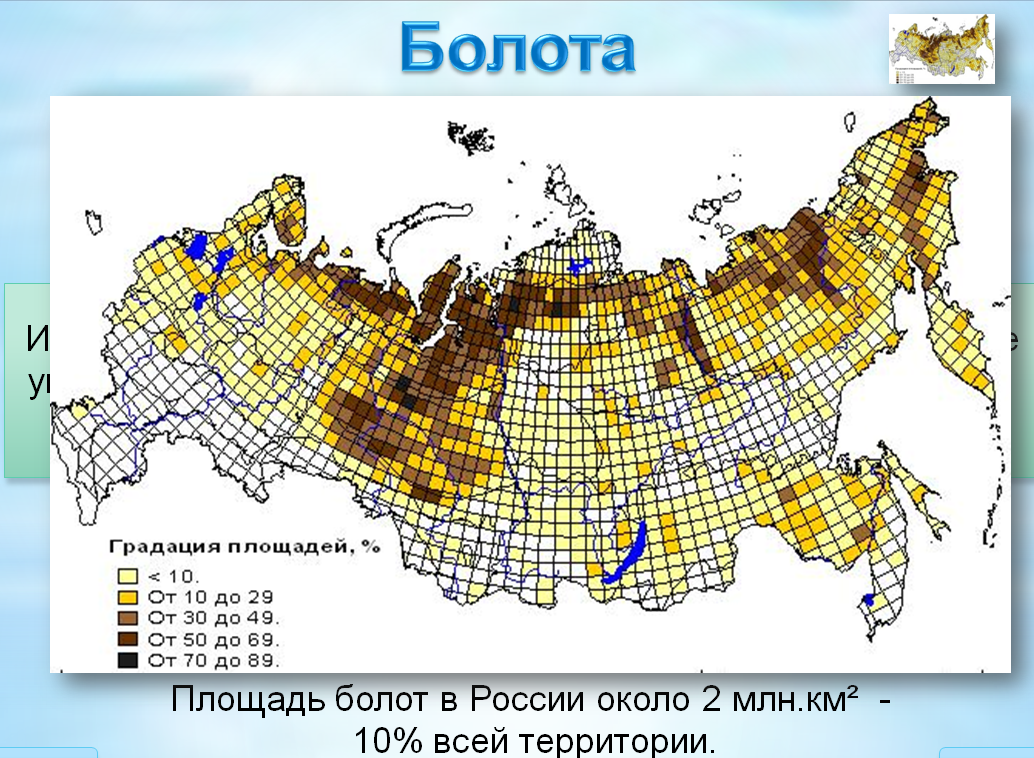 Болота
Градация площадей, %
< 10.
От 10 до 29
От 30 до 49.
От 50 до 69.
От 70 до 89.
Площадь болот в России около 2 млн.км² -
10% всей территории.